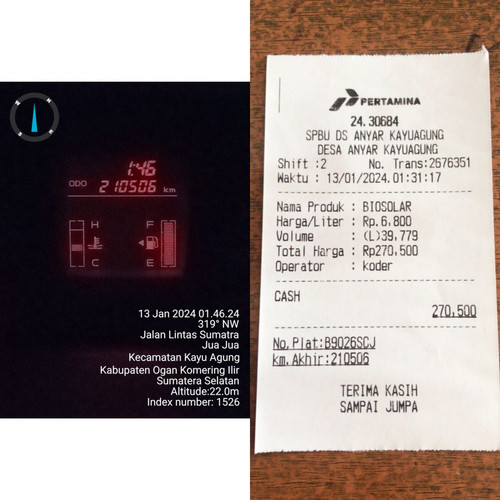 1:46
ODO 210506 km
H F
C E
13 Jan 2024 01.46.24
319° NW
Jalan Lintas Sumatra
Jua Jua
Kecamatan Kayu Agung
Kabupaten Ogan Komering Ilir
Sumatera Selatan
Altitude:22.0m
Index number: 1526
PERTAMINA
24.30684
SPBU DS ANYAR KAYUAGUNG
DESA ANYAR KAYUAGUNG
Shift :2 No. Trans:2676351
Waktu : 13/01/2024.01:31:17
Nama Produk : BIOSOLAR
Harga/Liter : Rp.6,800
Volume : (L)39,779
Total Harga : Rp270,500
Operator : koder
CASH
270,500
No.Plat:B9026SCJ
km.Akhir:210506
TERIMA KASIH
SAMPAI JUMPA